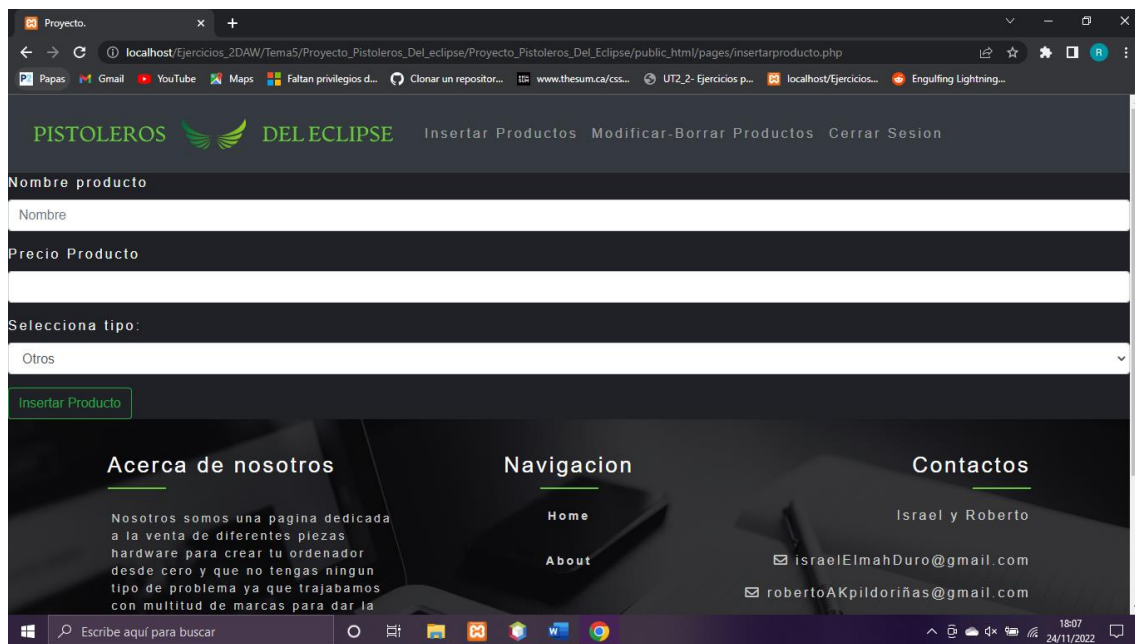 Proyecto.
localhost/Ejercicios_2DAW/Tema5/Proyecto_Pistoleros_Del_eclipse/Proyecto_Pistoleros_Del_Eclipse/public_html/pages/insertarproducto.php
R
Papas Gmail YouTube Maps Faltan privilegios d... Clonar un repositor... www.thesum.ca/css... UT2_2- Ejercicios p... localhost/Ejercicios... Engulfing Lightning...
PISTOLEROS DEL ECLIPSE Insertar Productos Modificar-Borrar Productos Cerrar Sesion
Nombre producto
Nombre
Precio Producto
Selecciona tipo:
Otros
Insertar Producto
Acerca de nosotros
Nosotros somos una pagina dedicada
a la venta de diferentes piezas
hardware para crear tu ordenador
desde cero y que no tengas ningun
tipo de problema ya que trajabamos
con multitud de marcas para dar la
Navigacion
Home
About
Contactos
Israel y Roberto
israelElmahDuro@gmail.com
robertoAKpildoriñas@gmail.com
Escribe aquí para buscar
18:07
24/11/2022